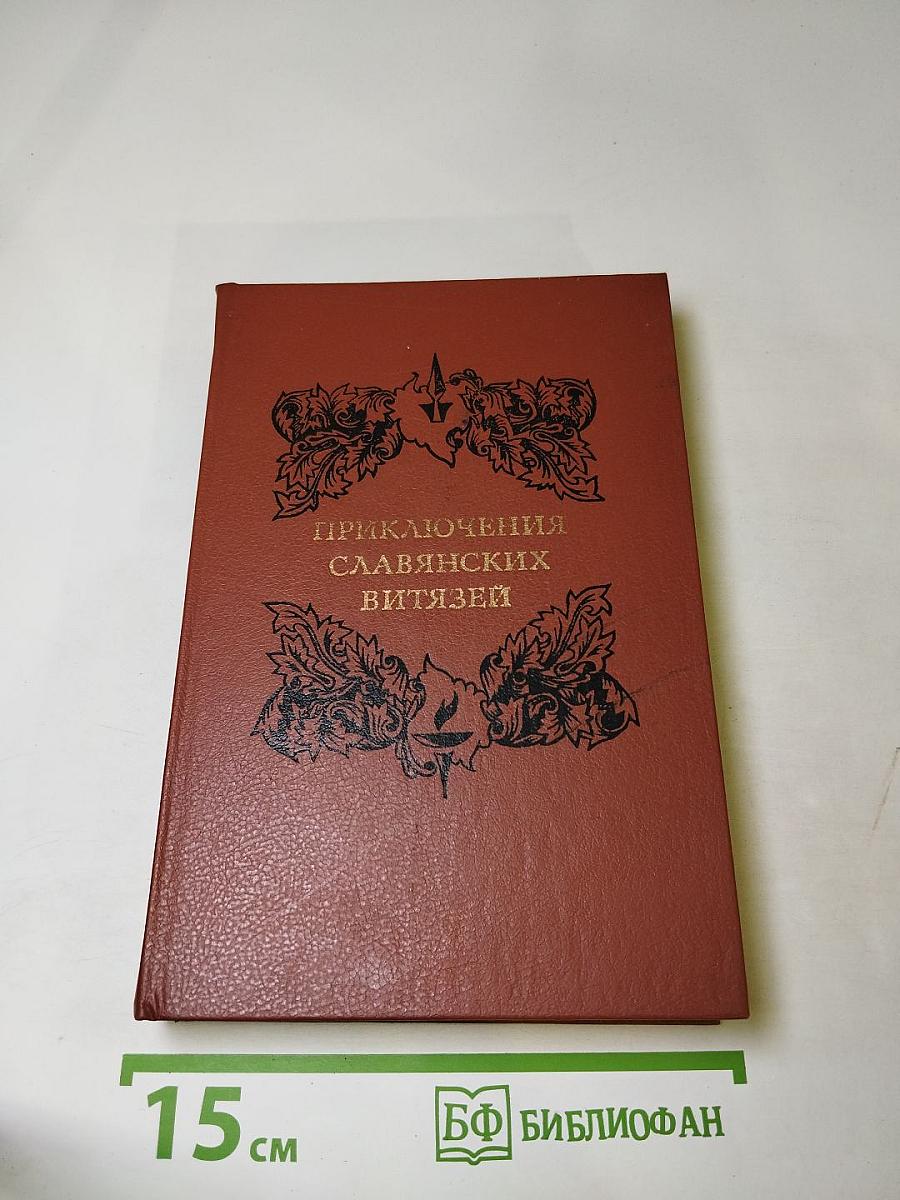 ПРИКЛЮЧЕНИЯ
СЛАВЯНСКИХ
ВИТЯЗЕЙ
15 см
БФ БИБЛИОФАН